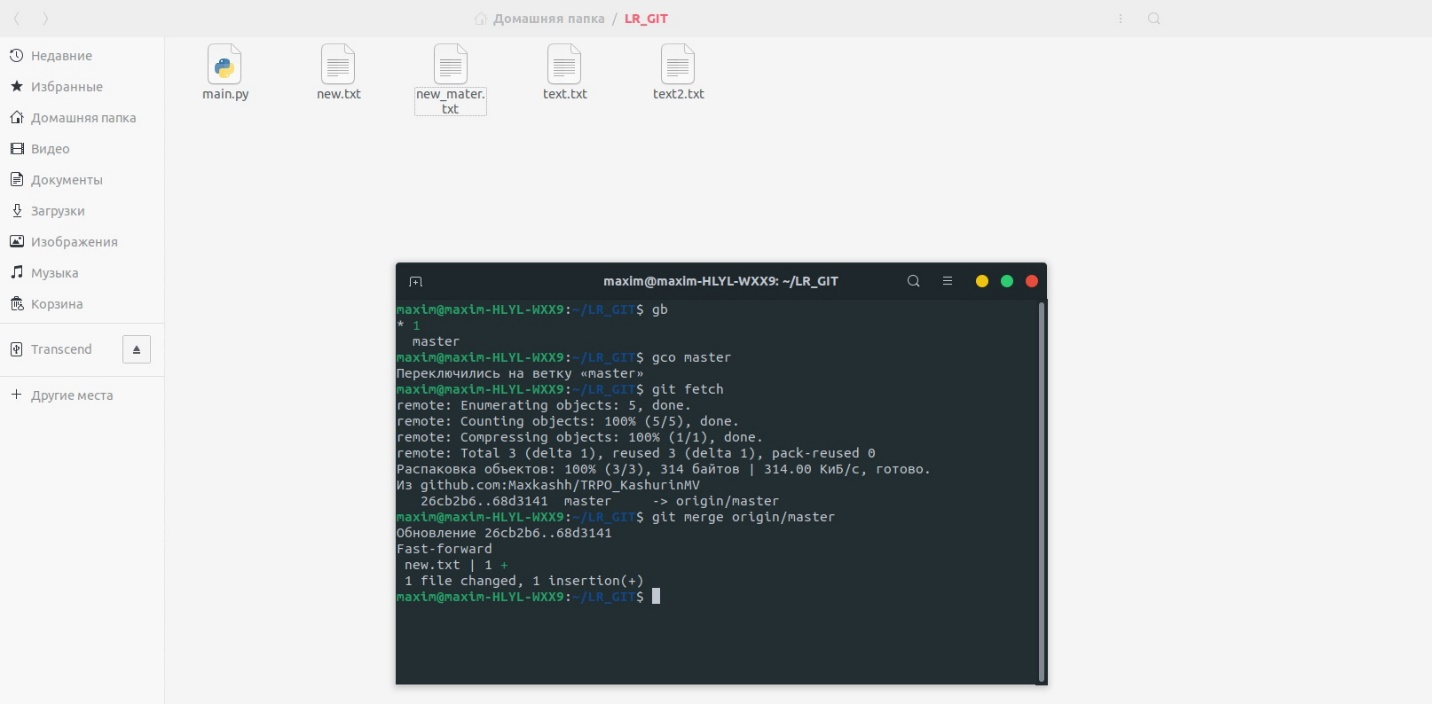 Домашняя папка / LR_GIT
Недавние
Избранные
Домашняя папка
Видео
Документы
Загрузки
Изображения
Музыка
Корзина
Transcend
Другие места
main.py
new.txt
new_mater.
txt
text.txt
text2.txt
maxim@maxim-HLYL-WXX9: ~/LR_GIT
maxim@maxim-HLYL-WXX9:~/LR_GIT$ gb
* 1
  master
maxim@maxim-HLYL-WXX9:~/LR_GIT$ gco master
Переключились на ветку «master»
maxim@maxim-HLYL-WXX9:~/LR_GIT$ git fetch
remote: Enumerating objects: 5, done.
remote: Counting objects: 100% (5/5), done.
remote: Compressing objects: 100% (1/1), done.
remote: Total 3 (delta 1), reused 3 (delta 1), pack-reused 0
Распаковка объектов: 100% (3/3), 314 байтов | 314.00 КиБ/с, готово.
Из github.com:Maxkashh/TRPO_KashurinMV
   26cb2b6..68d3141  master     -> origin/master
maxim@maxim-HLYL-WXX9:~/LR_GIT$ git merge origin/master
Обновление 26cb2b6..68d3141
Fast-forward
 new.txt | 1 +
 1 file changed, 1 insertion(+)
maxim@maxim-HLYL-WXX9:~/LR_GIT$